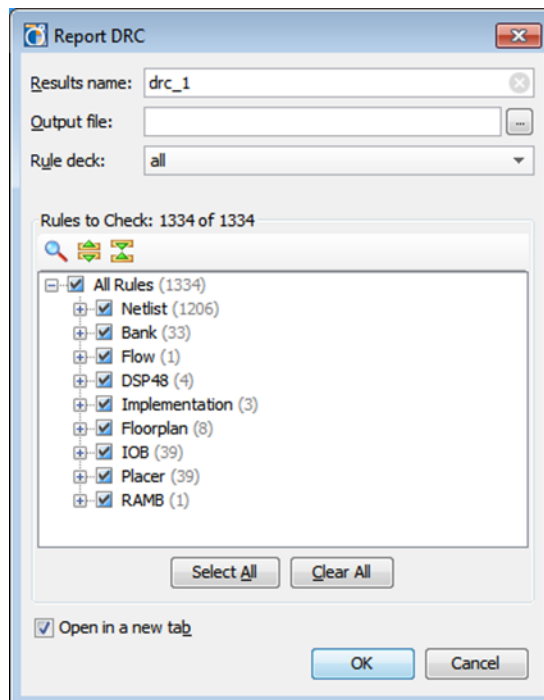 Report DRC
Results name: drc_1
Output file:
...
Rule deck: all
Rules to Check: 1334 of 1334
All Rules (1334)
Netlist (1206)
Bank (33)
Flow (1)
DSP48 (4)
Implementation (3)
Floorplan (8)
IOB (39)
Placer (39)
RAMB (1)
Select All Clear All
Open in a new tab
OK Cancel